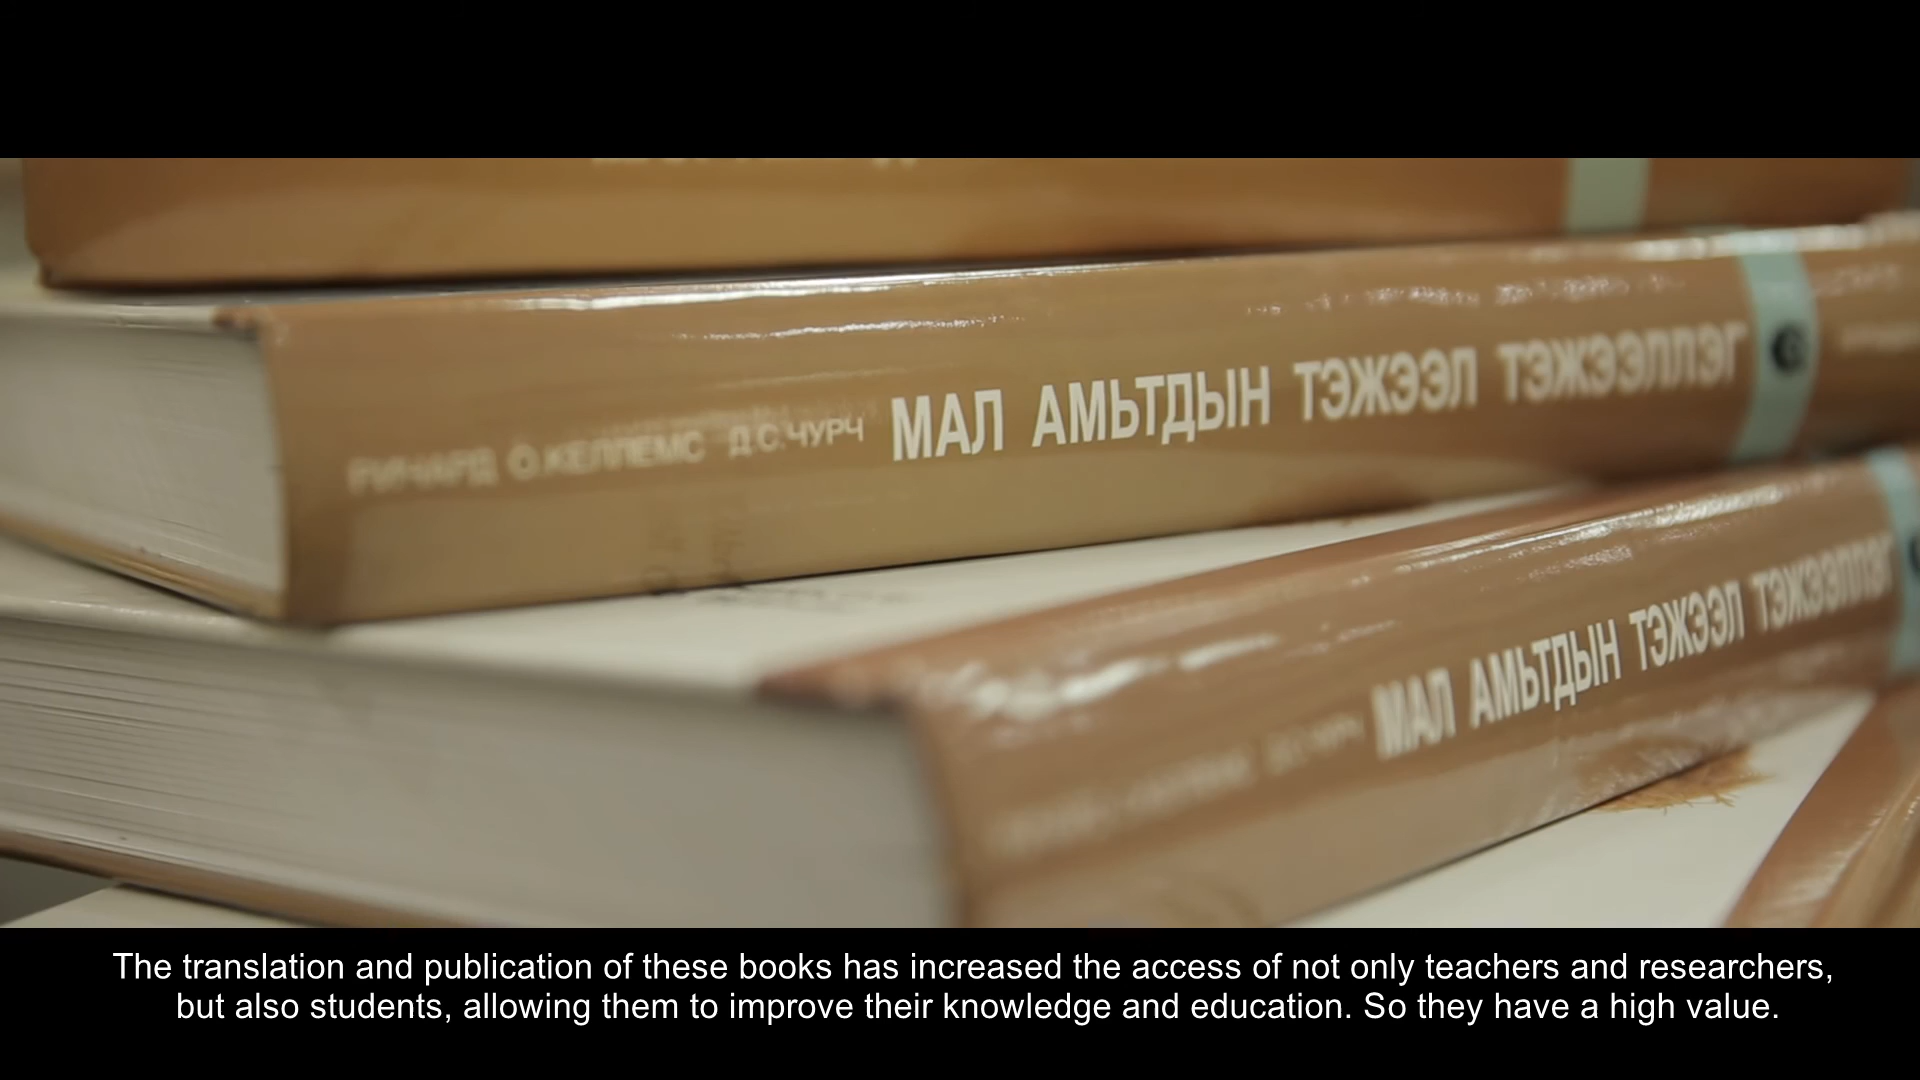 РИЧАРД О.КЕЛЛЕМС Д.С.ЧУРЧ МАЛ АМЬТДЫН ТЭЖЭЭЛ ТЭЖЭЭЛЛЭГ
МАЛ АМЬТДЫН ТЭЖЭЭЛ ТЭЖЭЭЛЛЭГ
The translation and publication of these books has increased the access of not only teachers and researchers,
but also students, allowing them to improve their knowledge and education. So they have a high value.